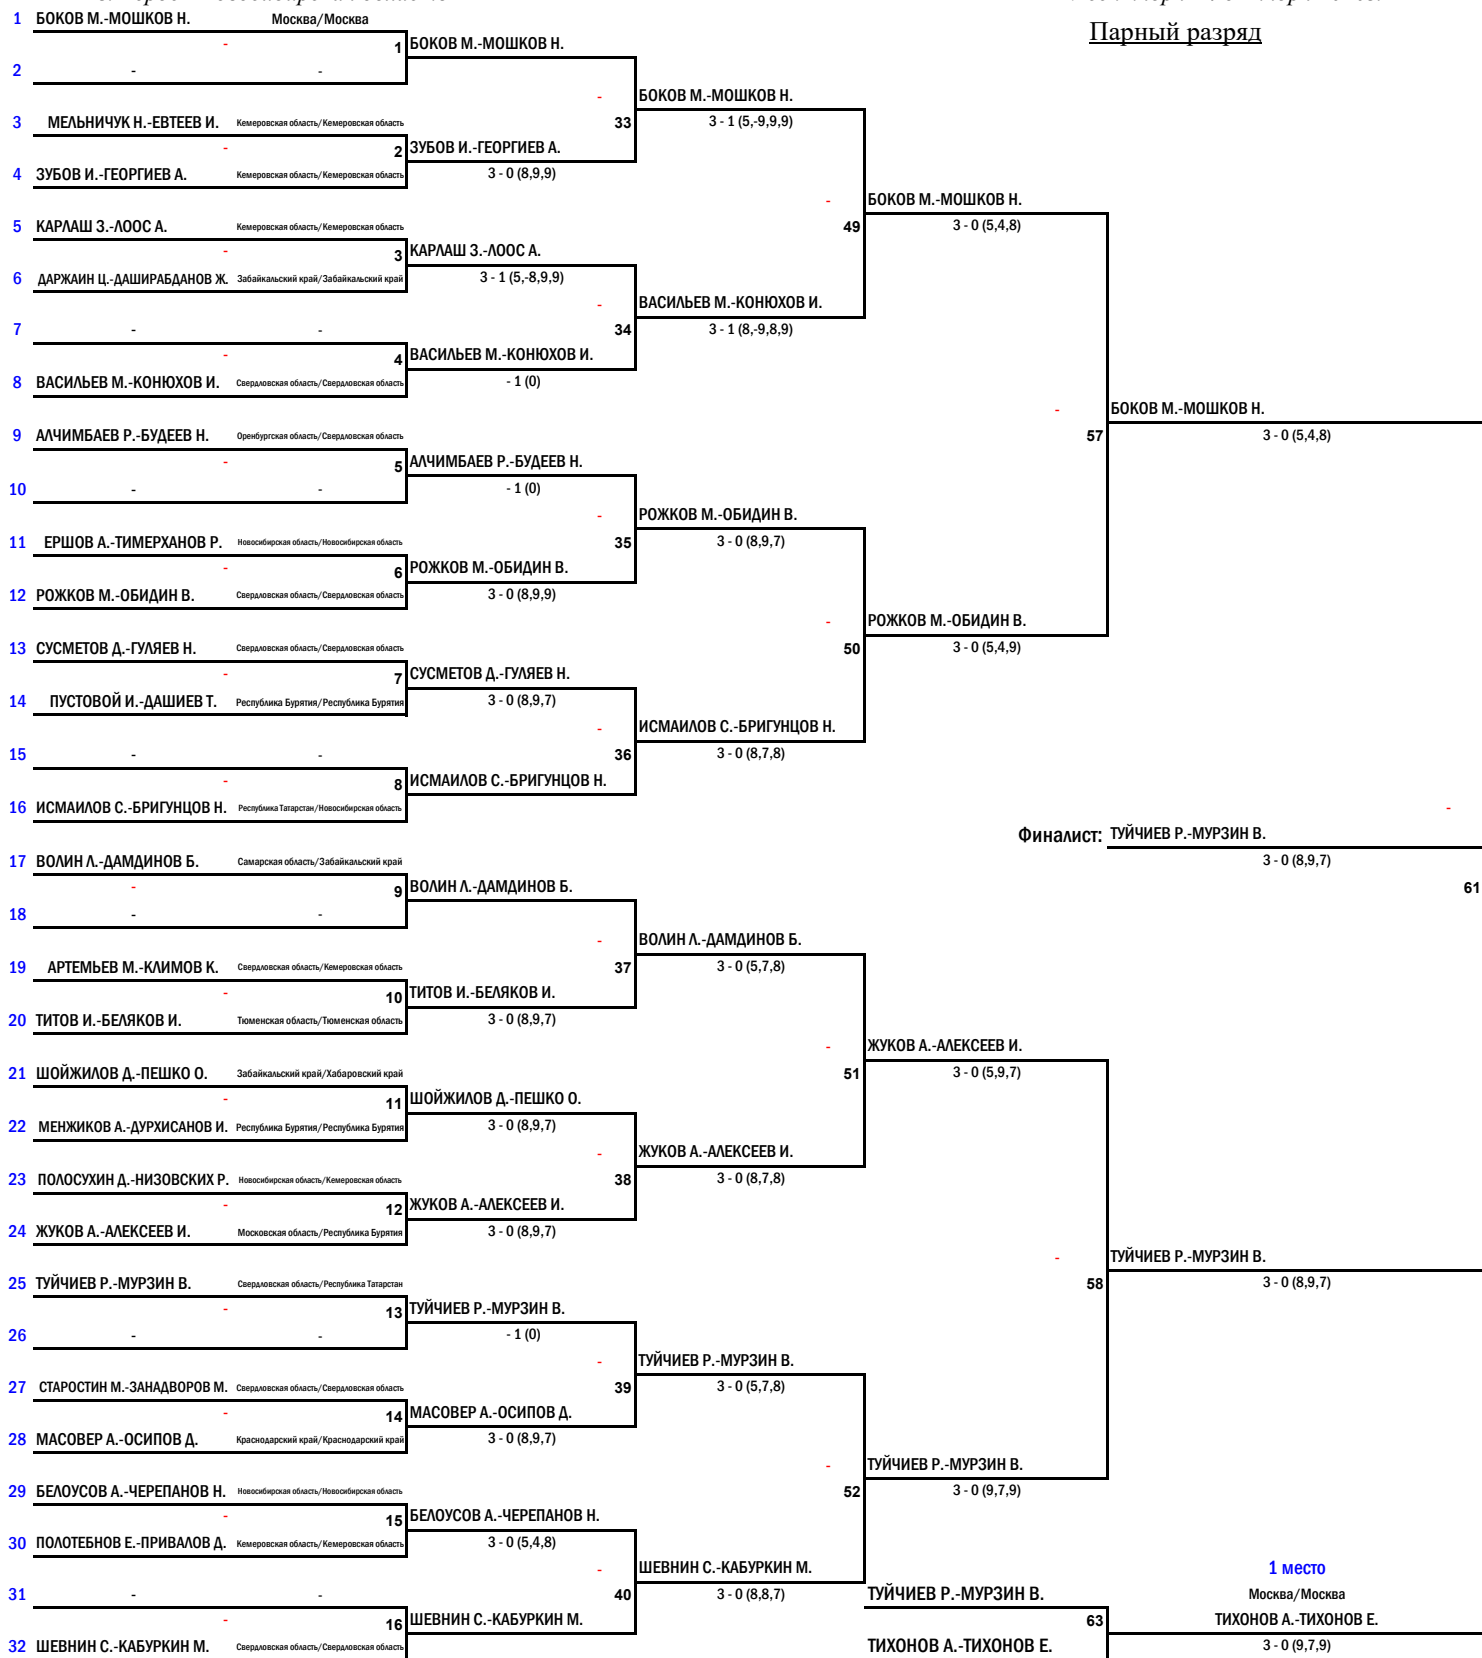 1 БОКОВ М.-МОШКОВ Н. Москва/Москва
Парный разряд
- 1 БОКОВ М.-МОШКОВ Н.
2 - -
- БОКОВ М.-МОШКОВ Н.
3 МЕЛЬНИЧУК Н.-ЕВТЕЕВ И. Кемеровская область/Кемеровская область 33 3 - 1 (5,-9,9,9)
- 2 ЗУБОВ И.-ГЕОРГИЕВ А.
4 ЗУБОВ И.-ГЕОРГИЕВ А. Кемеровская область/Кемеровская область 3 - 0 (8,9,9)
- БОКОВ М.-МОШКОВ Н.
5 КАРЛАШ З.-ЛООС А. Кемеровская область/Кемеровская область 49 3 - 0 (5,4,8)
- 3 КАРЛАШ З.-ЛООС А.
6 ДАРЖАИН Ц.-ДАШИРАБДАНОВ Ж. Забайкальский край/Забайкальский край 3 - 1 (5,-8,9,9)
- ВАСИЛЬЕВ М.-КОНЮХОВ И.
7 - - 34 3 - 1 (8,-9,8,9)
- 4 ВАСИЛЬЕВ М.-КОНЮХОВ И.
8 ВАСИЛЬЕВ М.-КОНЮХОВ И. Свердловская область/Свердловская область - 1 (0)
- БОКОВ М.-МОШКОВ Н.
9 АЛЧИМБАЕВ Р.-БУДЕЕВ Н. Оренбургская область/Свердловская область 57 3 - 0 (5,4,8)
- 5 АЛЧИМБАЕВ Р.-БУДЕЕВ Н.
10 - - - 1 (0)
- РОЖКОВ М.-ОБИДИН В.
11 ЕРШОВ А.-ТИМЕРХАНОВ Р. Новосибирская область/Новосибирская область 35 3 - 0 (8,9,7)
- 6 РОЖКОВ М.-ОБИДИН В.
12 РОЖКОВ М.-ОБИДИН В. Свердловская область/Свердловская область 3 - 0 (8,9,9)
- РОЖКОВ М.-ОБИДИН В.
13 СУСМЕТОВ Д.-ГУЛЯЕВ Н. Свердловская область/Свердловская область 50 3 - 0 (5,4,9)
- 7 СУСМЕТОВ Д.-ГУЛЯЕВ Н.
14 ПУСТОВОЙ И.-ДАШИЕВ Т. Республика Бурятия/Республика Бурятия 3 - 0 (8,9,7)
- ИСМАИЛОВ С.-БРИГУНЦОВ Н.
15 - - 36 3 - 0 (8,7,8)
- 8 ИСМАИЛОВ С.-БРИГУНЦОВ Н.
16 ИСМАИЛОВ С.-БРИГУНЦОВ Н. Республика Татарстан/Новосибирская область -
Финалист: ТУЙЧИЕВ Р.-МУРЗИН В.
17 ВОЛИН Л.-ДАМДИНОВ Б. Самарская область/Забайкальский край 3 - 0 (8,9,7)
- 9 ВОЛИН Л.-ДАМДИНОВ Б. 61
18 - -
- ВОЛИН Л.-ДАМДИНОВ Б.
19 АРТЕМЬЕВ М.-КЛИМОВ К. Свердловская область/Кемеровская область 37 3 - 0 (5,7,8)
- 10 ТИТОВ И.-БЕЛЯКОВ И.
20 ТИТОВ И.-БЕЛЯКОВ И. Тюменская область/Тюменская область 3 - 0 (8,9,7)
- ЖУКОВ А.-АЛЕКСЕЕВ И.
21 ШОЙЖИЛОВ Д.-ПЕШКО О. Забайкальский край/Хабаровский край 51 3 - 0 (5,9,7)
- 11 ШОЙЖИЛОВ Д.-ПЕШКО О.
22 МЕНЖИКОВ А.-ДУРХИСАНОВ И. Республика Бурятия/Республика Бурятия 3 - 0 (8,9,7)
- ЖУКОВ А.-АЛЕКСЕЕВ И.
23 ПОЛОСУХИН Д.-НИЗОВСКИХ Р. Новосибирская область/Кемеровская область 38 3 - 0 (8,7,8)
- 12 ЖУКОВ А.-АЛЕКСЕЕВ И.
24 ЖУКОВ А.-АЛЕКСЕЕВ И. Московская область/Республика Бурятия 3 - 0 (8,9,7)
- ТУЙЧИЕВ Р.-МУРЗИН В.
25 ТУЙЧИЕВ Р.-МУРЗИН В. Свердловская область/Республика Татарстан 58 3 - 0 (8,9,7)
- 13 ТУЙЧИЕВ Р.-МУРЗИН В.
26 - - - 1 (0)
- ТУЙЧИЕВ Р.-МУРЗИН В.
27 СТАРОСТИН М.-ЗАНАДВОРОВ М. Свердловская область/Свердловская область 39 3 - 0 (5,7,8)
- 14 МАСОВЕР А.-ОСИПОВ Д.
28 МАСОВЕР А.-ОСИПОВ Д. Краснодарский край/Краснодарский край 3 - 0 (8,9,7)
- ТУЙЧИЕВ Р.-МУРЗИН В.
29 БЕЛОУСОВ А.-ЧЕРЕПАНОВ Н. Новосибирская область/Новосибирская область 52 3 - 0 (9,7,9)
- 15 БЕЛОУСОВ А.-ЧЕРЕПАНОВ Н.
30 ПОЛОТЕБНОВ Е.-ПРИВАЛОВ Д. Кемеровская область/Кемеровская область 3 - 0 (5,4,8)
- ШЕВНИН С.-КАБУРКИН М. 1 место
31 - - 40 3 - 0 (8,8,7) ТУЙЧИЕВ Р.-МУРЗИН В. Москва/Москва
- 16 ШЕВНИН С.-КАБУРКИН М. 63 ТИХОНОВ А.-ТИХОНОВ Е.
32 ШЕВНИН С.-КАБУРКИН М. Свердловская область/Свердловская область ТИХОНОВ А.-ТИХОНОВ Е. 3 - 0 (9,7,9)